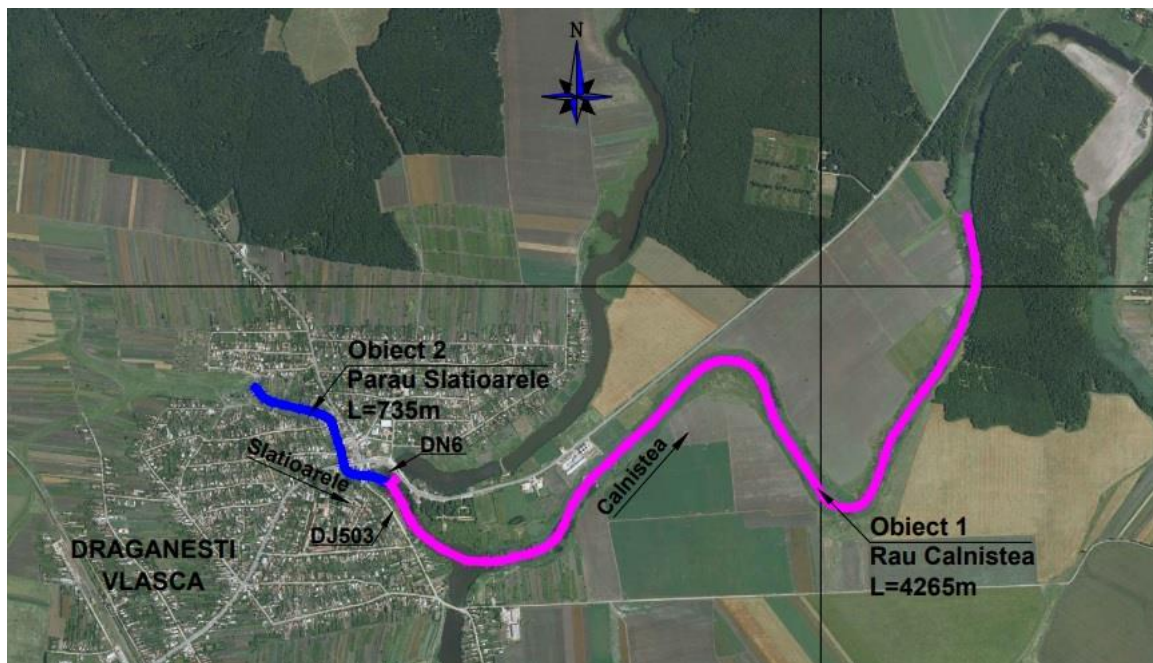 N
Obiect 2
Parau Slatioarele
L=735m
DN6
Slatioarele
DJ503
DRAGANESTI
VLASCA
Calnistea
Obiect 1
Rau Calnistea
L=4265m